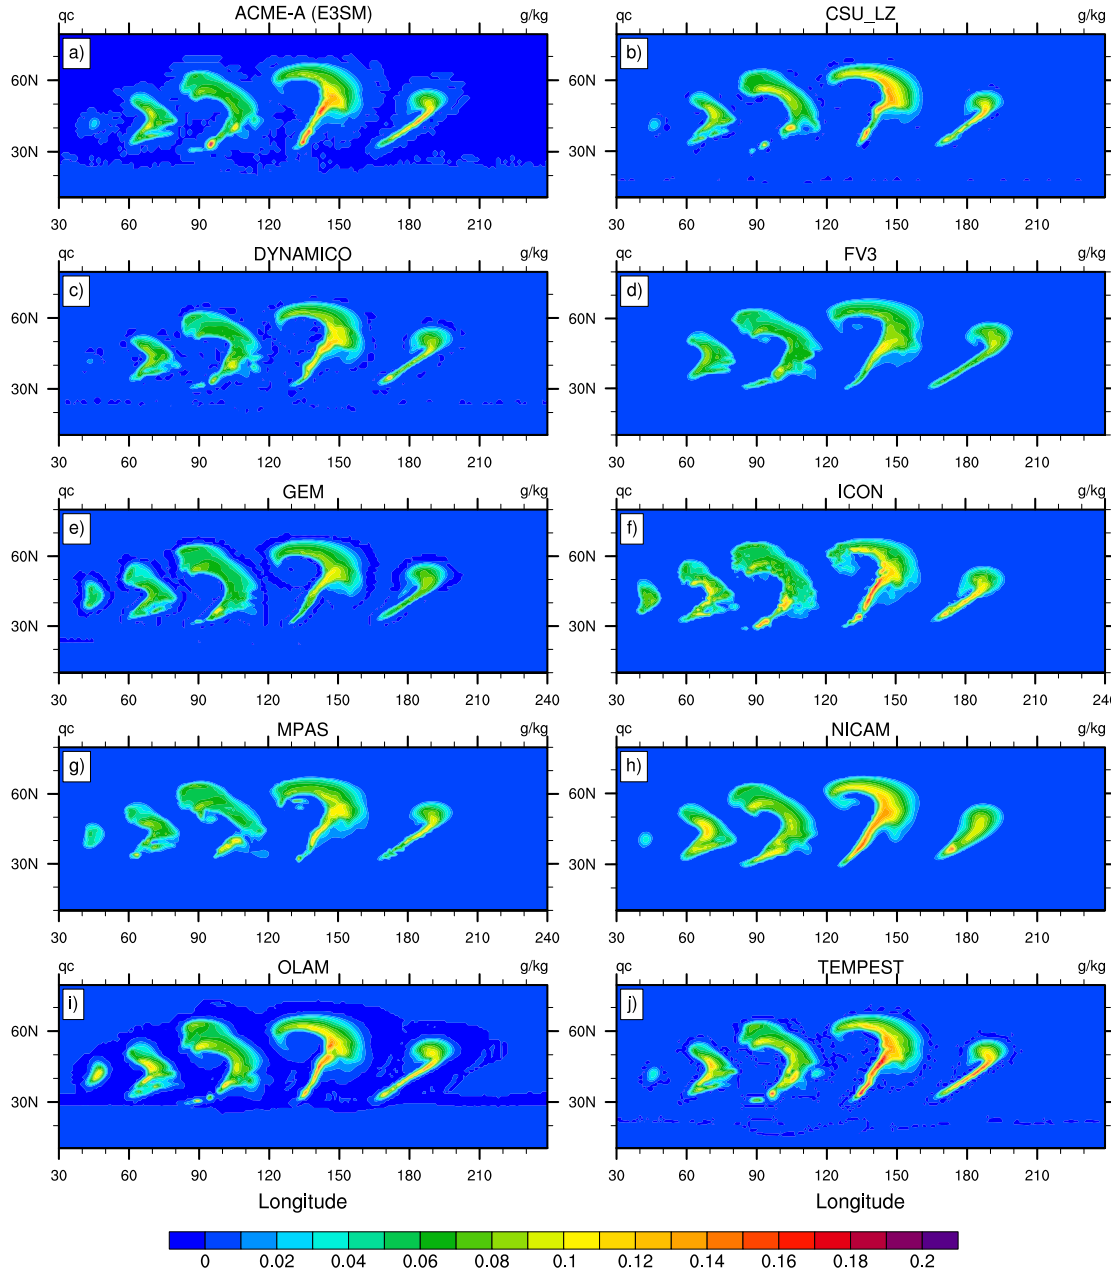 ACME-A (E3SM) CSU_LZ
qc g/kg qc g/kg
a) b)
60N 60N
30N 30N
30 60 90 120 150 180 210 30 60 90 120 150 180 210
DYNAMICO FV3
qc g/kg qc g/kg
c) d)
60N 60N
30N 30N
30 60 90 120 150 180 210 30 60 90 120 150 180 210
GEM ICON
qc g/kg qc g/kg
e) f)
60N 60N
30N 30N
30 60 90 120 150 180 210 240 30 60 90 120 150 180 210 240
MPAS NICAM
qc g/kg qc g/kg
g) h)
60N 60N
30N 30N
30 60 90 120 150 180 210 240 30 60 90 120 150 180 210
OLAM TEMPEST
qc g/kg qc g/kg
i) j)
60N 60N
30N 30N
30 60 90 120 150 180 210 30 60 90 120 150 180 210
Longitude Longitude
0 0.02 0.04 0.06 0.08 0.1 0.12 0.14 0.16 0.18 0.2